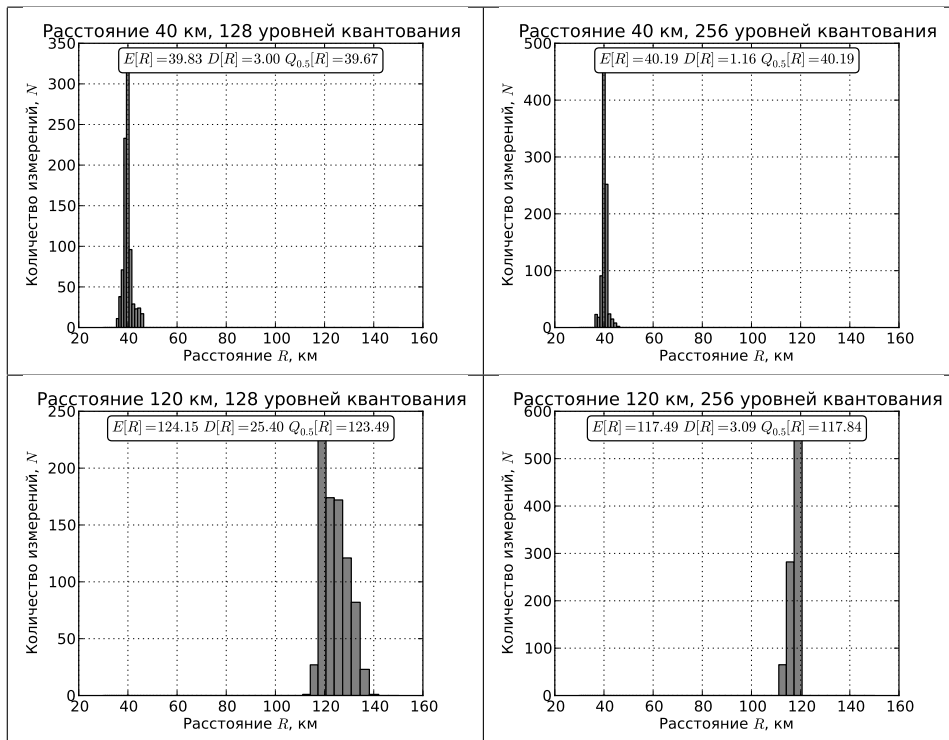 Расстояние 40 км, 128 уровней квантования
E[R]=39.83 D[R]=3.00 Q0.5[R]=39.67
350
300
250
200
150
100
50
0
Количество измерений, N
20 40 60 80 100 120 140 160
Расстояние R, км
Расстояние 40 км, 256 уровней квантования
E[R]=40.19 D[R]=1.16 Q0.5[R]=40.19
500
400
300
200
100
0
Количество измерений, N
20 40 60 80 100 120 140 160
Расстояние R, км
Расстояние 120 км, 128 уровней квантования
E[R]=124.15 D[R]=25.40 Q0.5[R]=123.49
250
200
150
100
50
0
Количество измерений, N
20 40 60 80 100 120 140 160
Расстояние R, км
Расстояние 120 км, 256 уровней квантования
E[R]=117.49 D[R]=3.09 Q0.5[R]=117.84
600
500
400
300
200
100
0
Количество измерений, N
20 40 60 80 100 120 140 160
Расстояние R, км